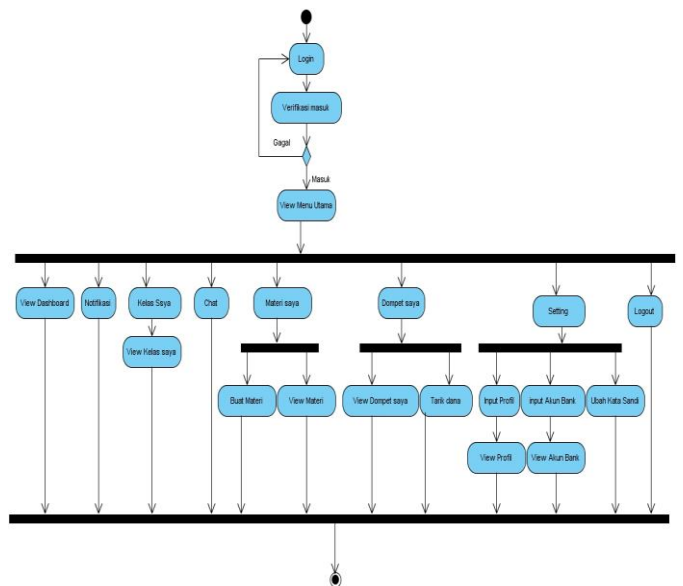 Login
Verifikasi masuk
Gagal
Masuk
View Menu Utama
View Dashboard
Notifikasi
Kelas Ssya
Chat
Materi saya
Dompet saya
Setting
Logout
View Kelas saya
Buat Materi
View Materi
View Dompet saya
Tarik dana
Input Profil
Input Akun Bank
Ubah Kata Sandi
View Profil
View Akun Bank